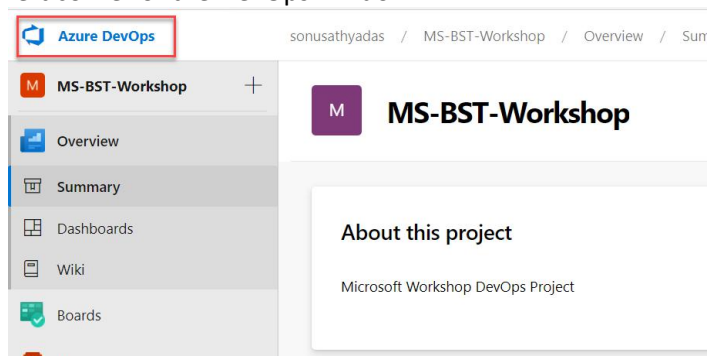 Azure DevOps
sonusathyadas / MS-BST-Workshop / Overview / Sum
M MS-BST-Workshop +
M MS-BST-Workshop
Overview
Summary
Dashboards
About this project
Wiki
Microsoft Workshop DevOps Project
Boards